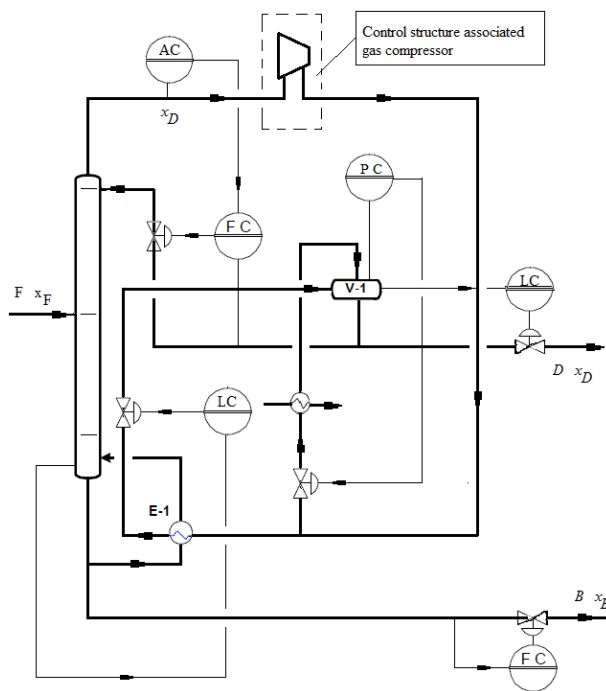 Control structure associated
gas compressor
AC
x_D
P C
F C
V-1
LC
F x_F
D x_D
LC
E-1
B x_B
F C